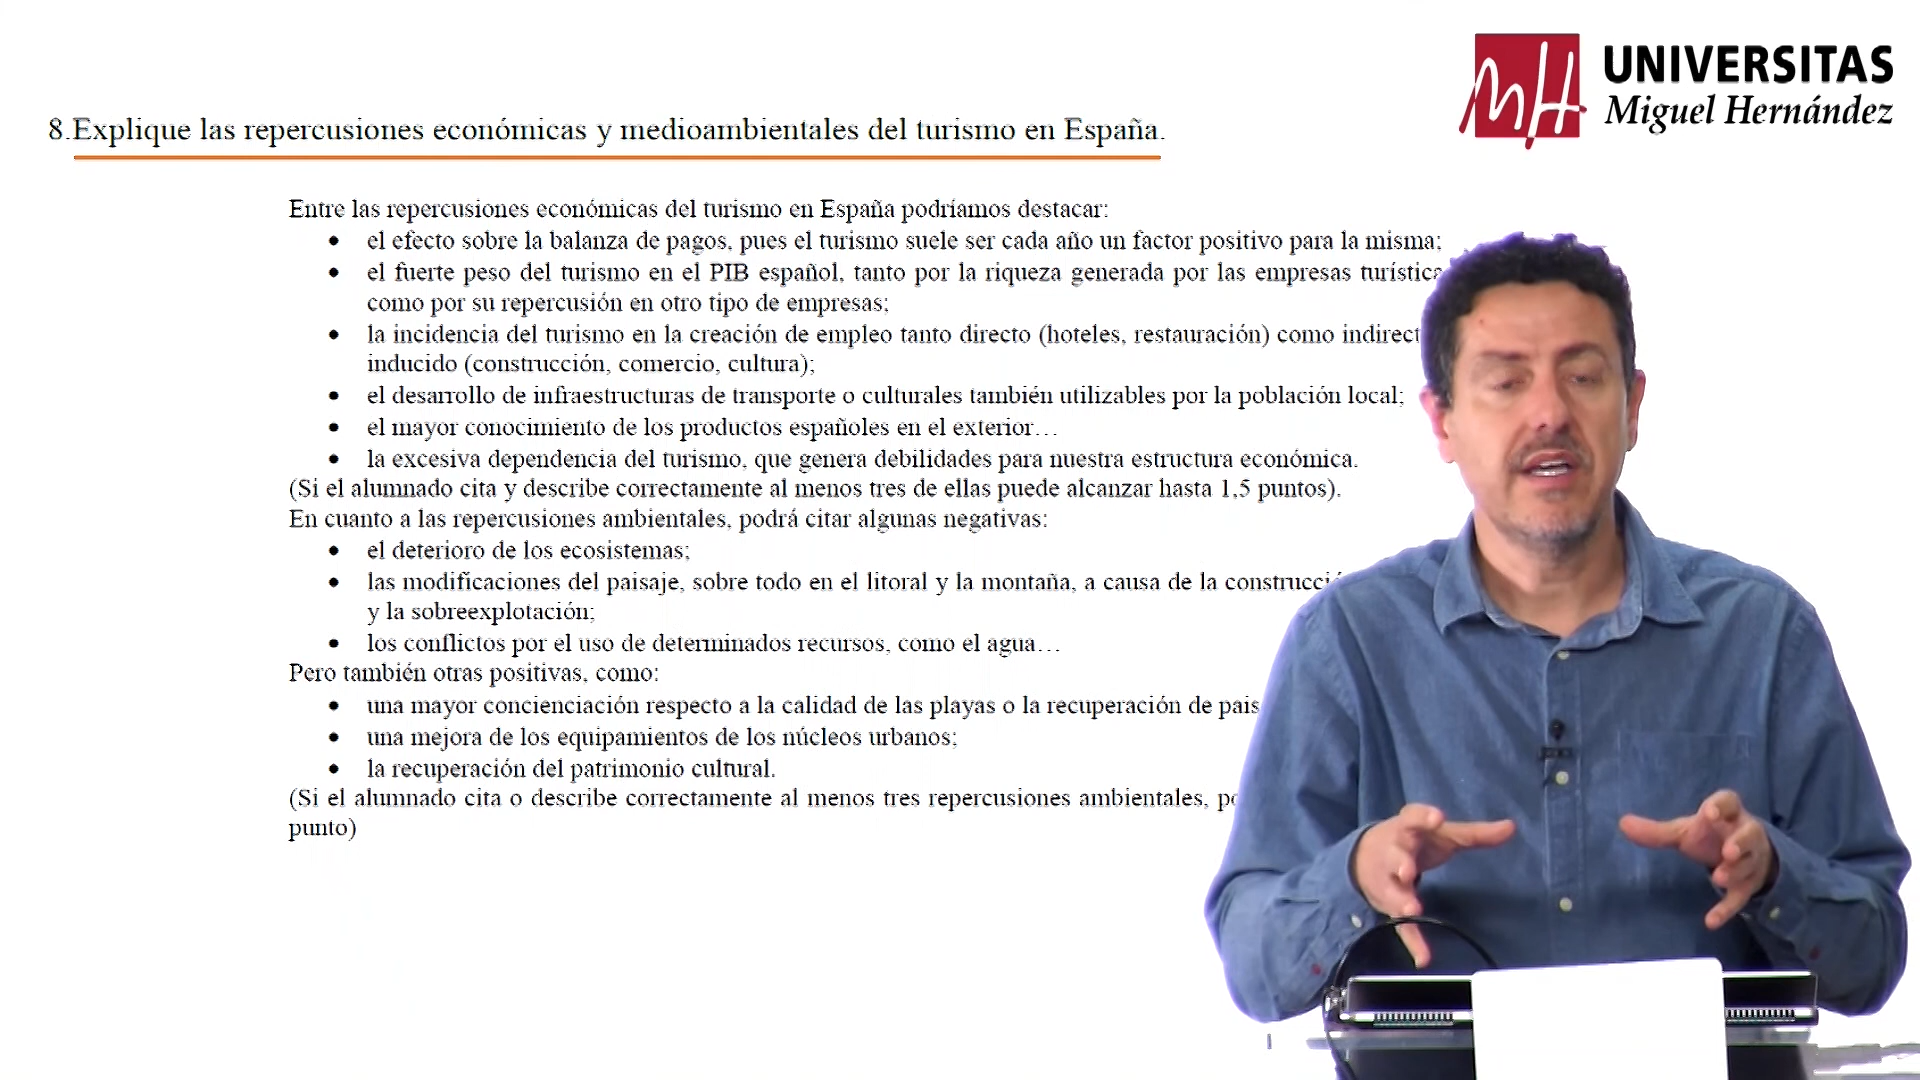 UNIVERSITAS
Miguel Hernández
8.Explique las repercusiones económicas y medioambientales del turismo en España.
Entre las repercusiones económicas del turismo en España podríamos destacar:
• el efecto sobre la balanza de pagos, pues el turismo suele ser cada año un factor positivo para la misma;
• el fuerte peso del turismo en el PIB español, tanto por la riqueza generada por las empresas
como por su repercusión en otro tipo de empresas;
• la incidencia del turismo en la creación de empleo tanto directo (hoteles, restauración) como
inducido (construcción, comercio, cultura);
• el desarrollo de infraestructuras de transporte o culturales también utilizables por la población local;
• el mayor conocimiento de los productos españoles en el exterior…
• la excesiva dependencia del turismo, que genera debilidades para nuestra estructura económica.
(Si el alumnado cita y describe correctamente al menos tres de ellas puede alcanzar hasta 1,5 puntos).
En cuanto a las repercusiones ambientales, podrá citar algunas negativas:
• el deterioro de los ecosistemas;
• las modificaciones del paisaje, sobre todo en el litoral y la montaña, a causa de la
y la sobreexplotación;
• los conflictos por el uso de determinados recursos, como el agua…
Pero también otras positivas, como:
• una mayor concienciación respecto a la calidad de las playas o la recuperación de
• una mejora de los equipamientos de los núcleos urbanos;
• la recuperación del patrimonio cultural.
(Si el alumnado cita o describe correctamente al menos tres repercusiones ambientales,
punto)